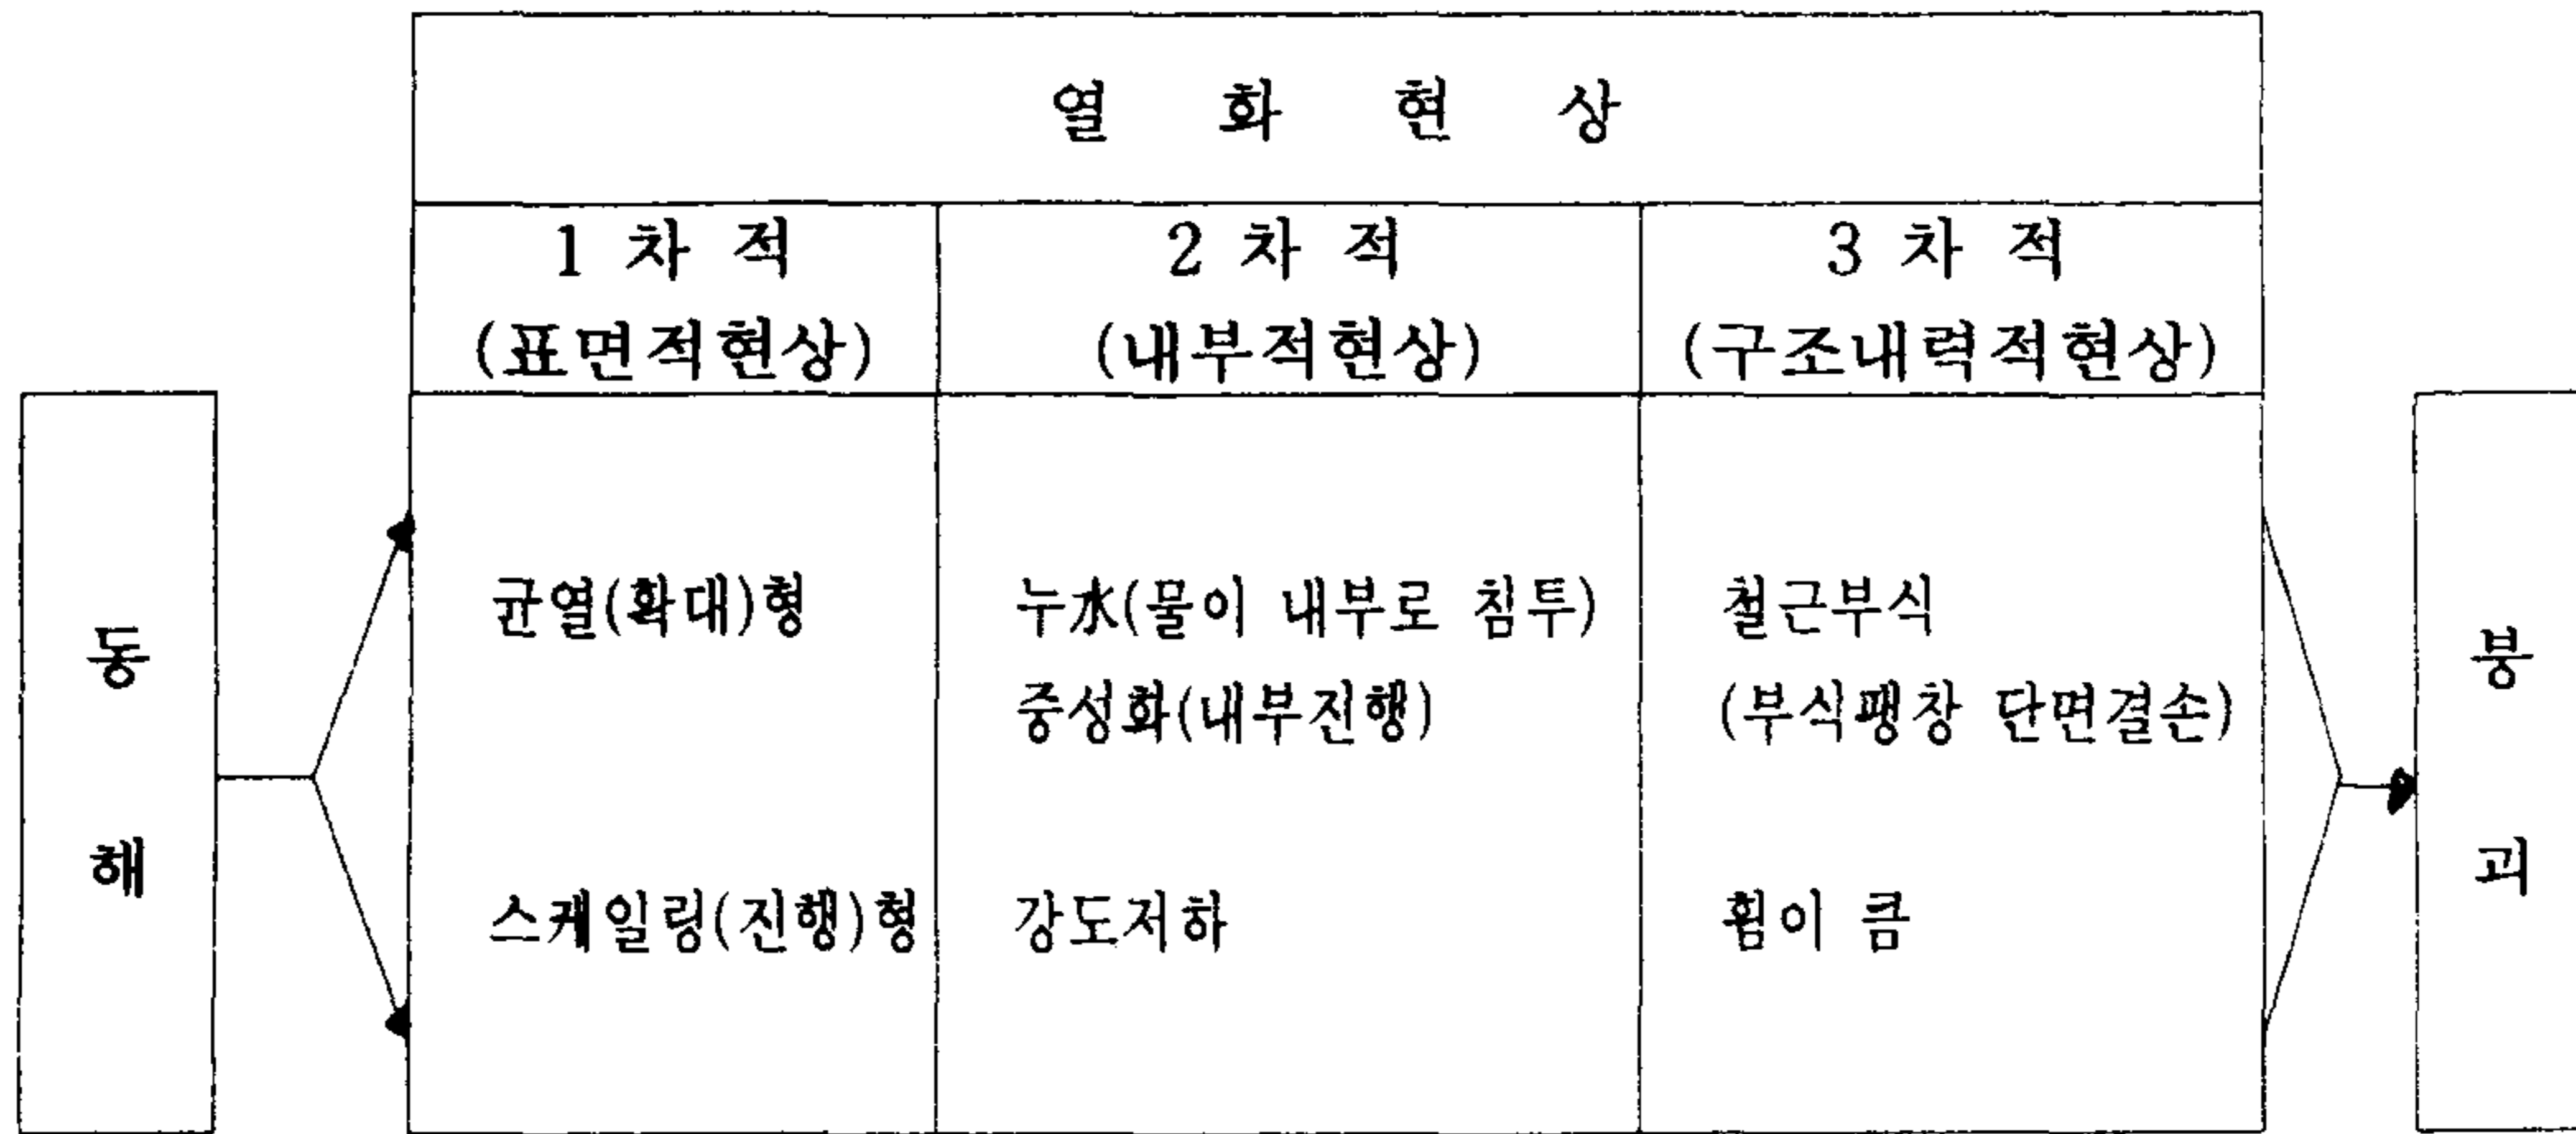 열 화 현 상
1 차 적 2 차 적 3 차 적
(표면적현상) (내부적현상) (구조내력적현상)
동 해
균열(확대)형 누水(물이 내부로 침투) 철근부식
중성화(내부진행) (부식팽창 단면결손)
스케일링(진행)형 강도저하 휨이 큼
붕 괴